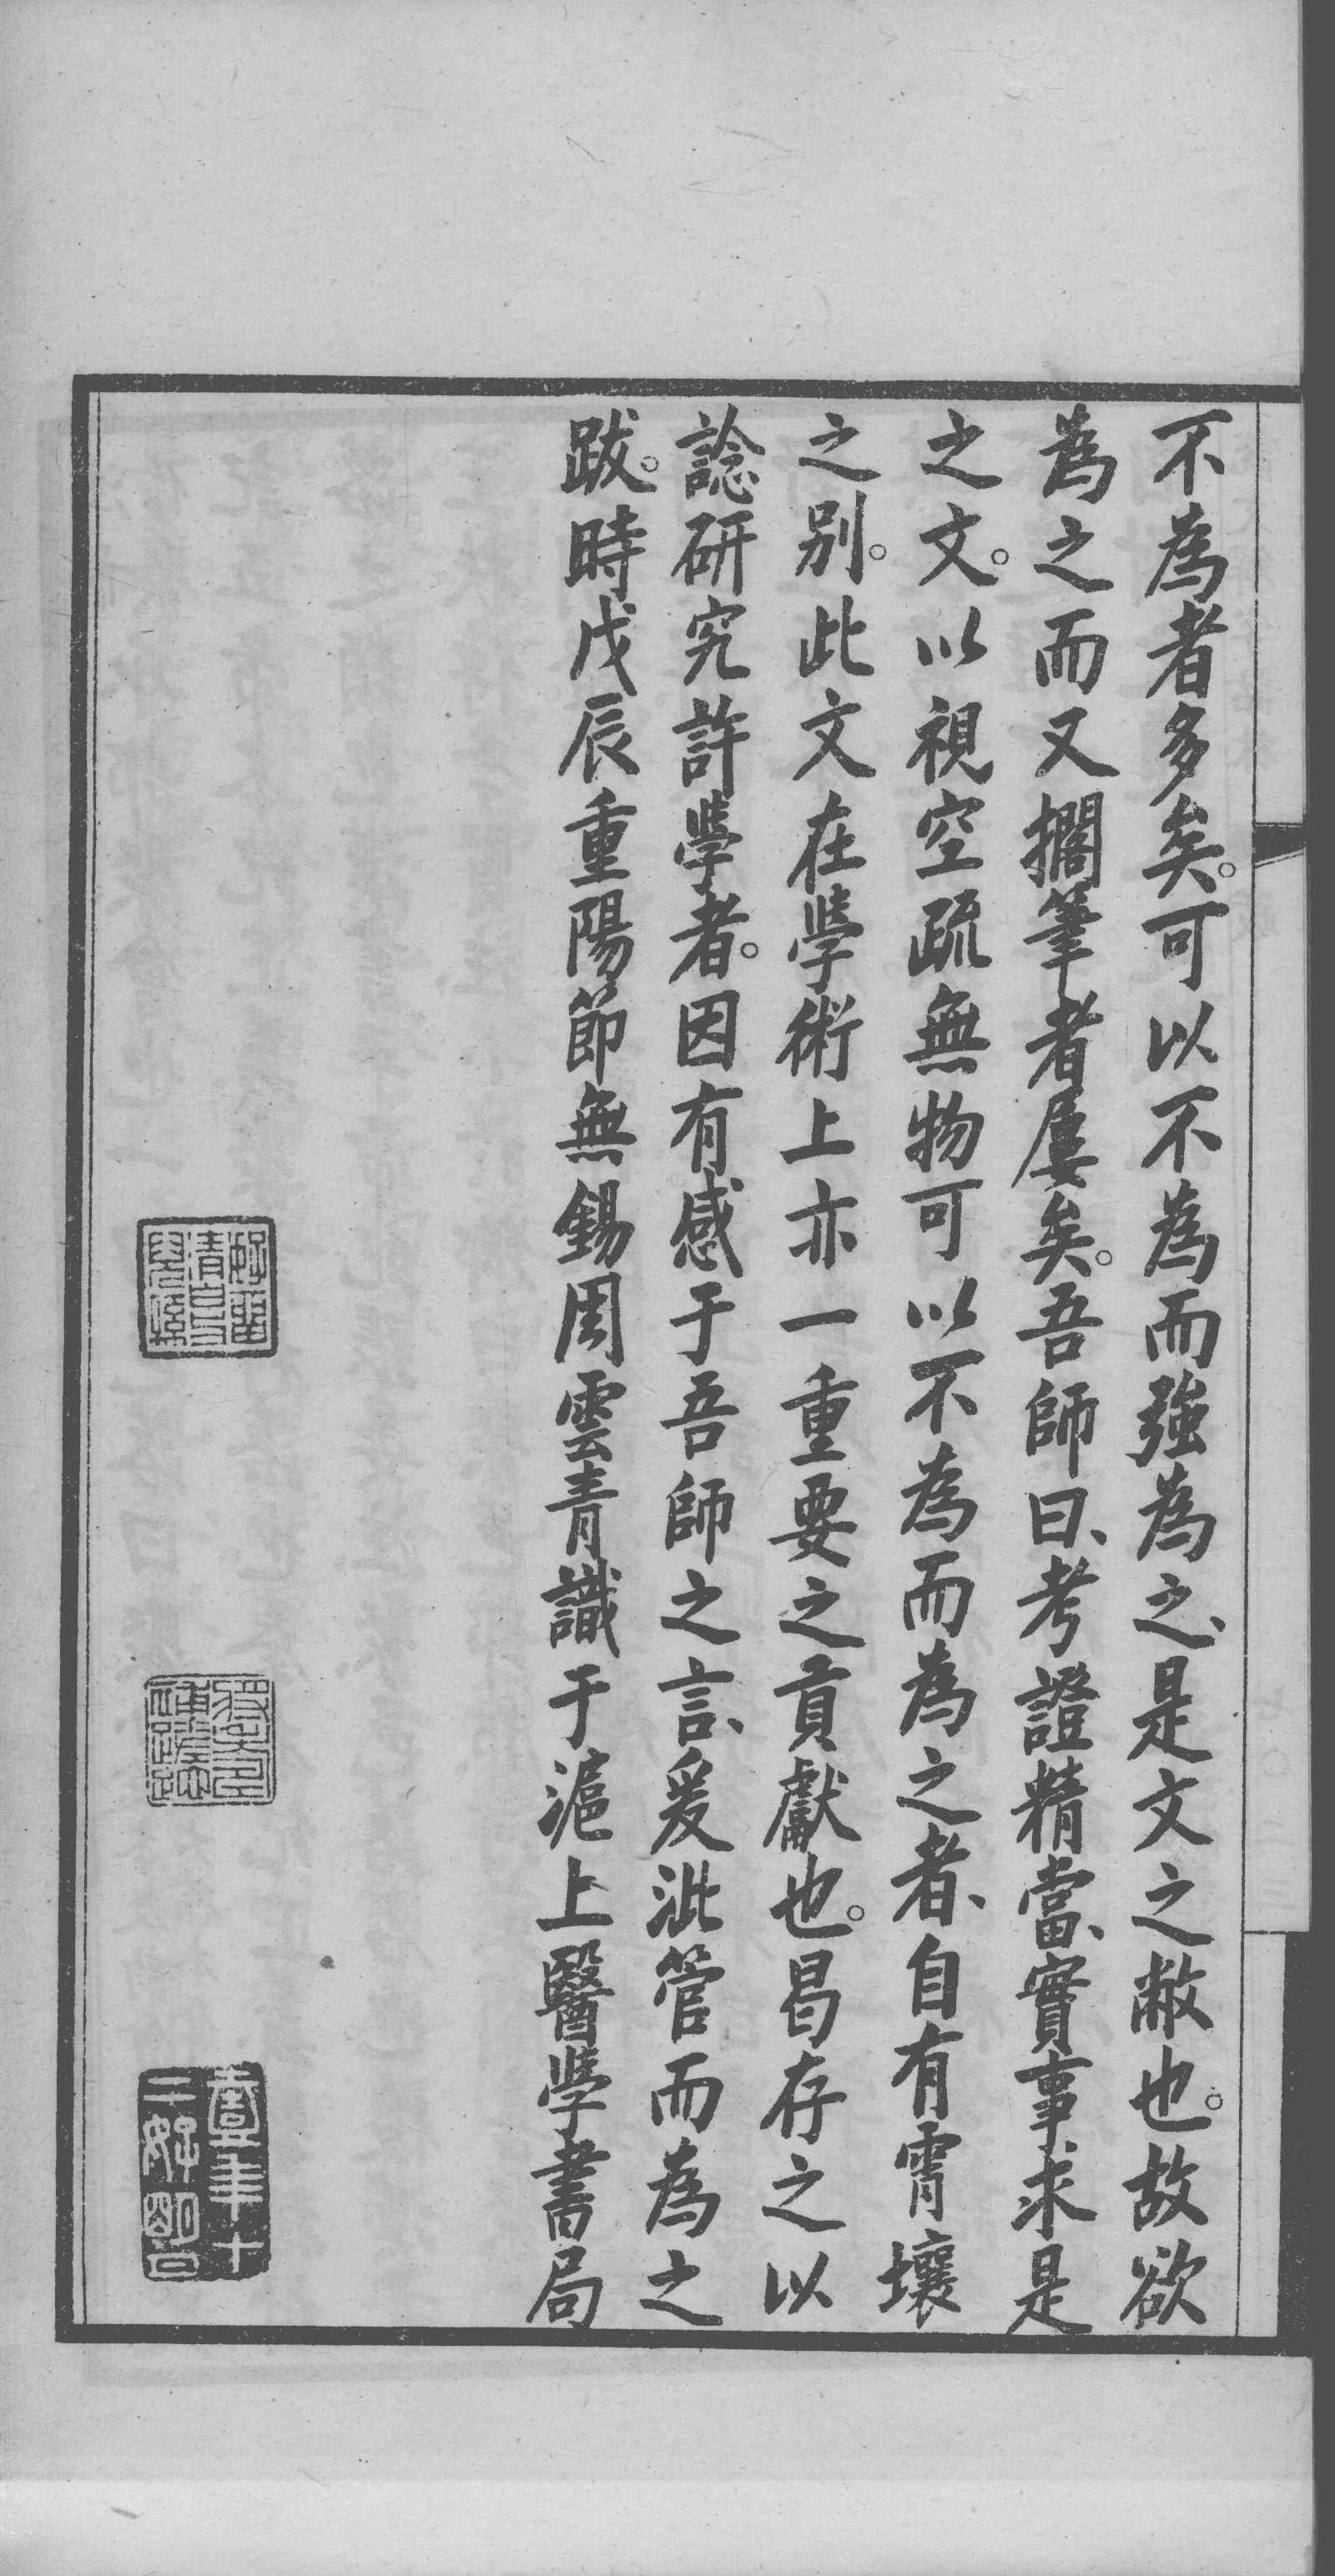 不為者多矣。可以不為而強為之、是文之敝也。故欲
為之而又擱筆者屢矣。吾師曰、考證精當、實事求是
之文。以視空疏無物可以不為而為之者、自有霄壤
之别。此文在學術上亦一重要之貢獻也。曷存之以
諗研究許學者。因有感于吾師之言、爰泚管而為之
跋。時戊辰重陽節無錫周雲青識于滬上醫學書局